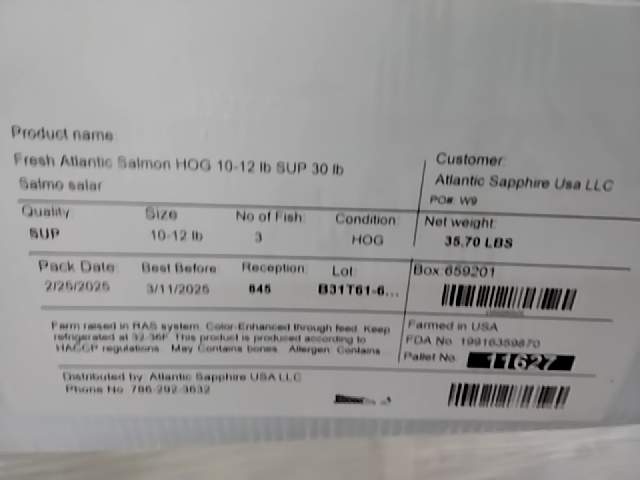 Product name:
Fresh Atlantic Salmon HOG 10-12 lb SUP 30 lb
Salmo salar
Customer:
Atlantic Sapphire Usa LLC
PO#: W9
Quality: Size No of Fish: Condition:
SUP 10-12 lb 3 HOG
Net weight:
35,70 LBS
Pack Date: Best Before Reception: Lot:
2/25/2025 3/11/2025 645 B31T61-6...
Box:659201
Farm raised in RAS system. Color-Enhanced through feed. Keep
refrigerated at 32-36F. This product is produced according to
HACCP regulations. May Contains bones. Allergen: Contains
Farmed in USA
FDA No. 19916359870
Pallet No: 11627
Distributed by: Atlantic Sapphire USA LLC
Phone No: 786-292-3632